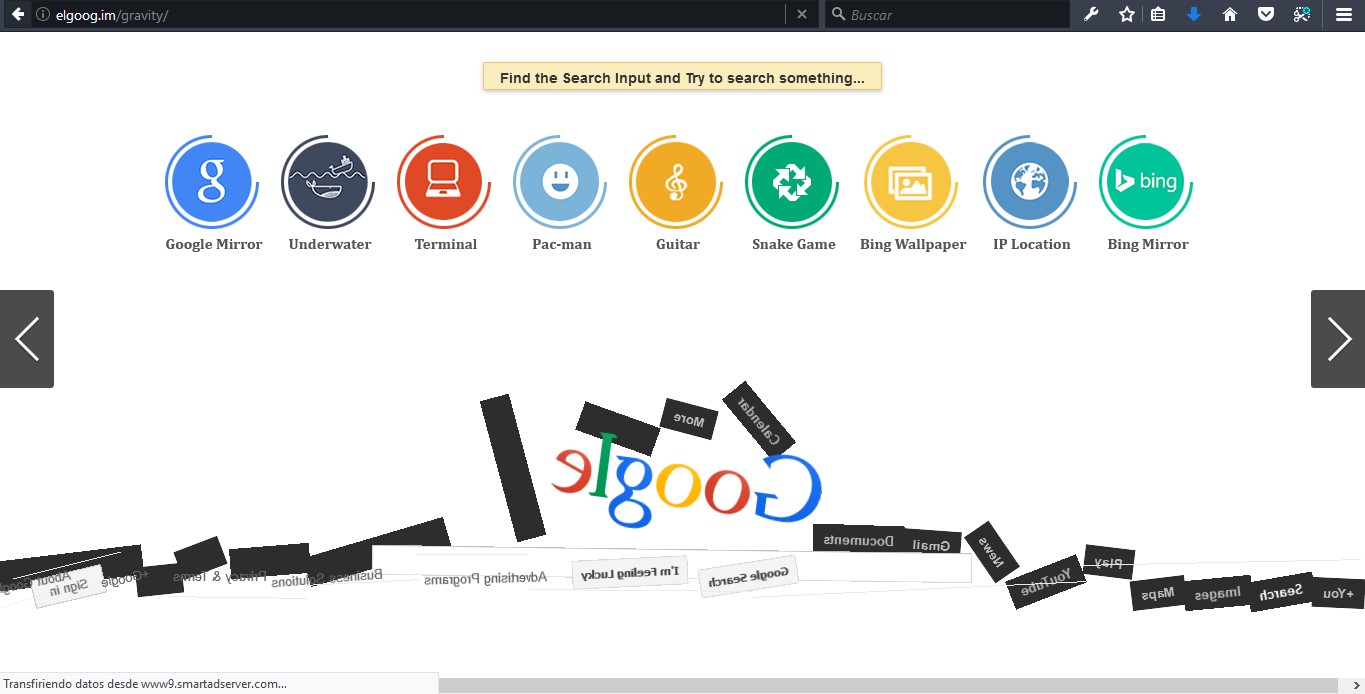 elgoog.im/gravity/
Buscar
Find the Search Input and Try to search something...
g
bing
Google Mirror
Underwater
Terminal
Pac-man
Guitar
Snake Game
Bing Wallpaper
IP Location
Bing Mirror
More
Calendar
Google
Documents
Gmail
News
YouTube
Play
Maps
Images
Search
+You
About Google
Sign in
+Google
Privacy & Terms
Business Solutions
Advertising Programs
I'm Feeling Lucky
Google Search
Transfiriendo datos desde www9.smartadserver.com...